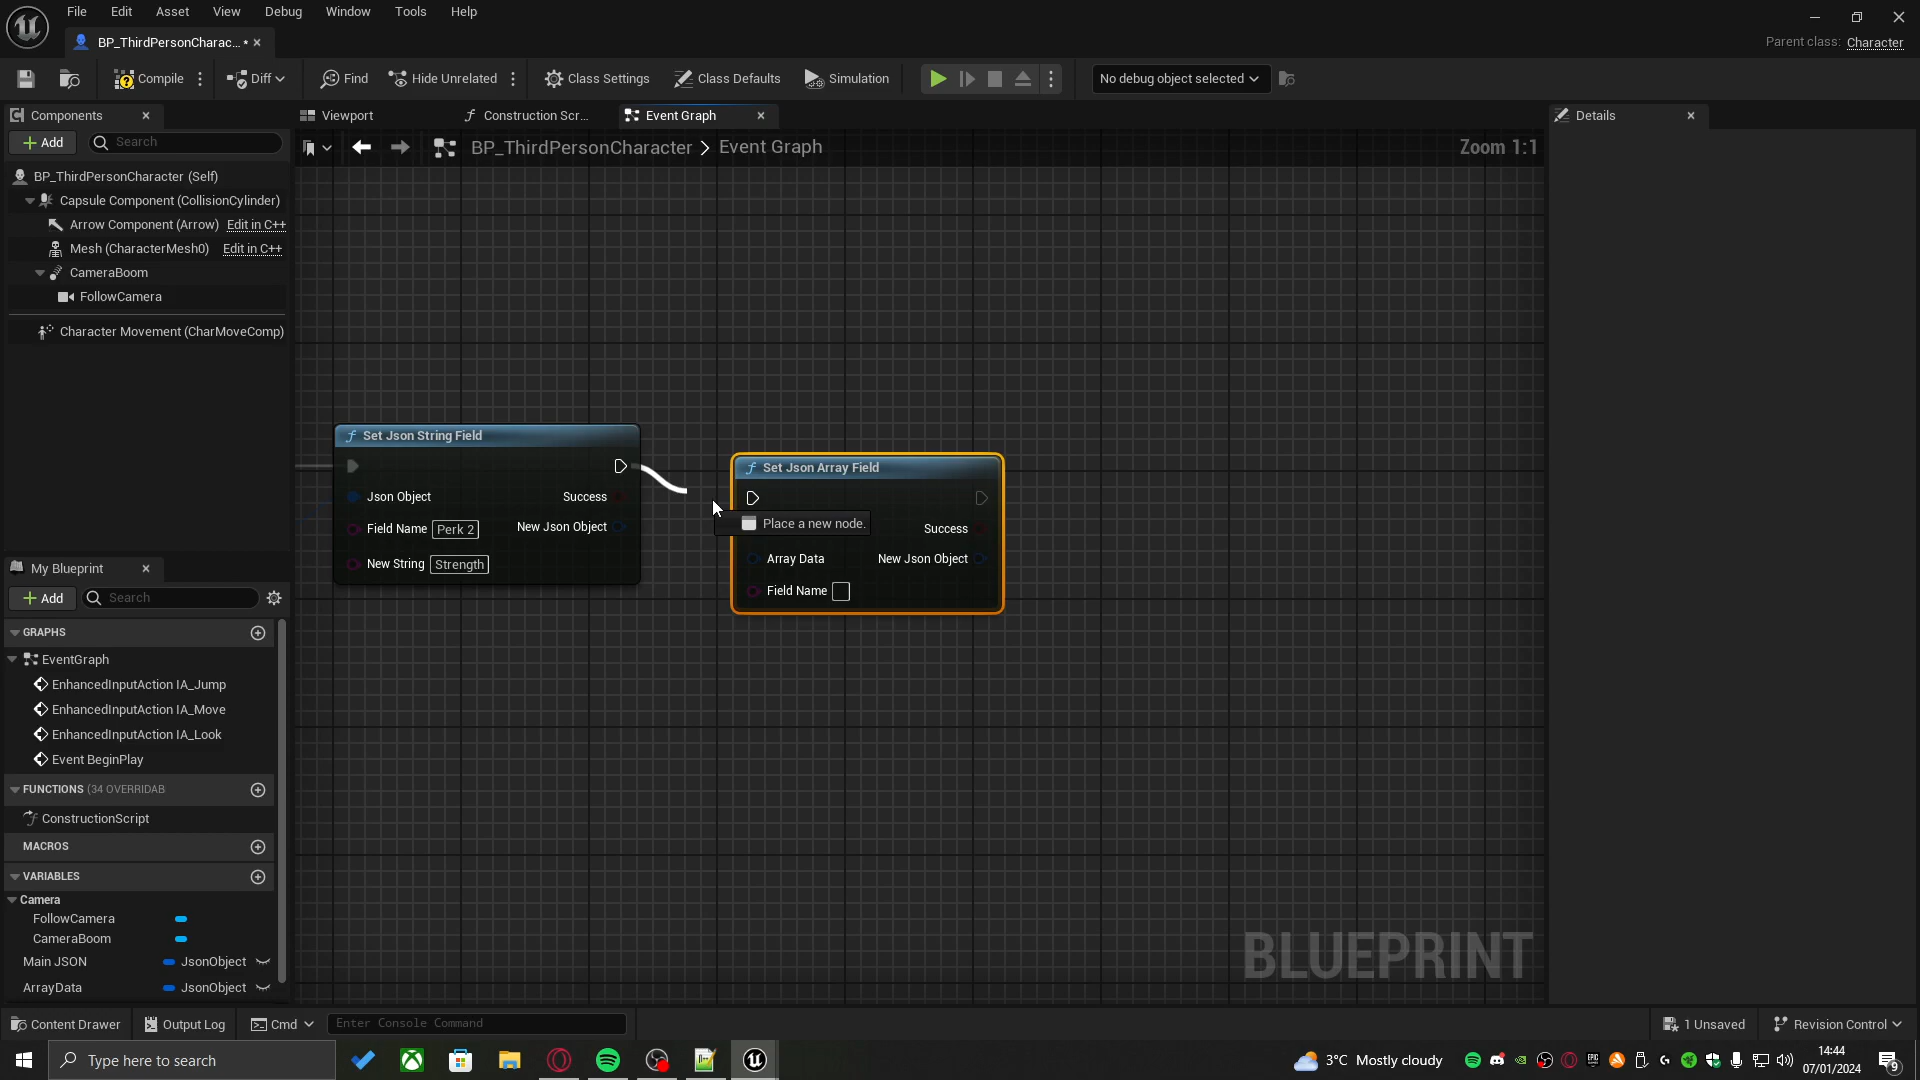 File Edit Asset View Debug Window Tools Help
BP_ThirdPersonCharac... *
Parent class: Character
Compile Diff Find Hide Unrelated Class Settings Class Defaults Simulation No debug object selected
Components Viewport Construction Scr... Event Graph Details
Add Search
BP_ThirdPersonCharacter > Event Graph Zoom 1:1
BP_ThirdPersonCharacter (Self)
Capsule Component (CollisionCylinder)
Arrow Component (Arrow) Edit in C++
Mesh (CharacterMesh0) Edit in C++
CameraBoom
FollowCamera
Character Movement (CharMoveComp)
Set Json String Field
Json Object Success
Field Name Perk 2 New Json Object
New String Strength
Set Json Array Field
Place a new node.
Success
Array Data New Json Object
Field Name
My Blueprint
Add Search
GRAPHS
EventGraph
EnhancedInputAction IA_Jump
EnhancedInputAction IA_Move
EnhancedInputAction IA_Look
Event BeginPlay
FUNCTIONS (34 OVERRIDAB
ConstructionScript
MACROS
VARIABLES
Camera
FollowCamera
CameraBoom
Main JSON JsonObject
ArrayData JsonObject
BLUEPRINT
Content Drawer Output Log Cmd Enter Console Command 1 Unsaved Revision Control
Type here to search 3°C Mostly cloudy 14:44
07/01/2024
9